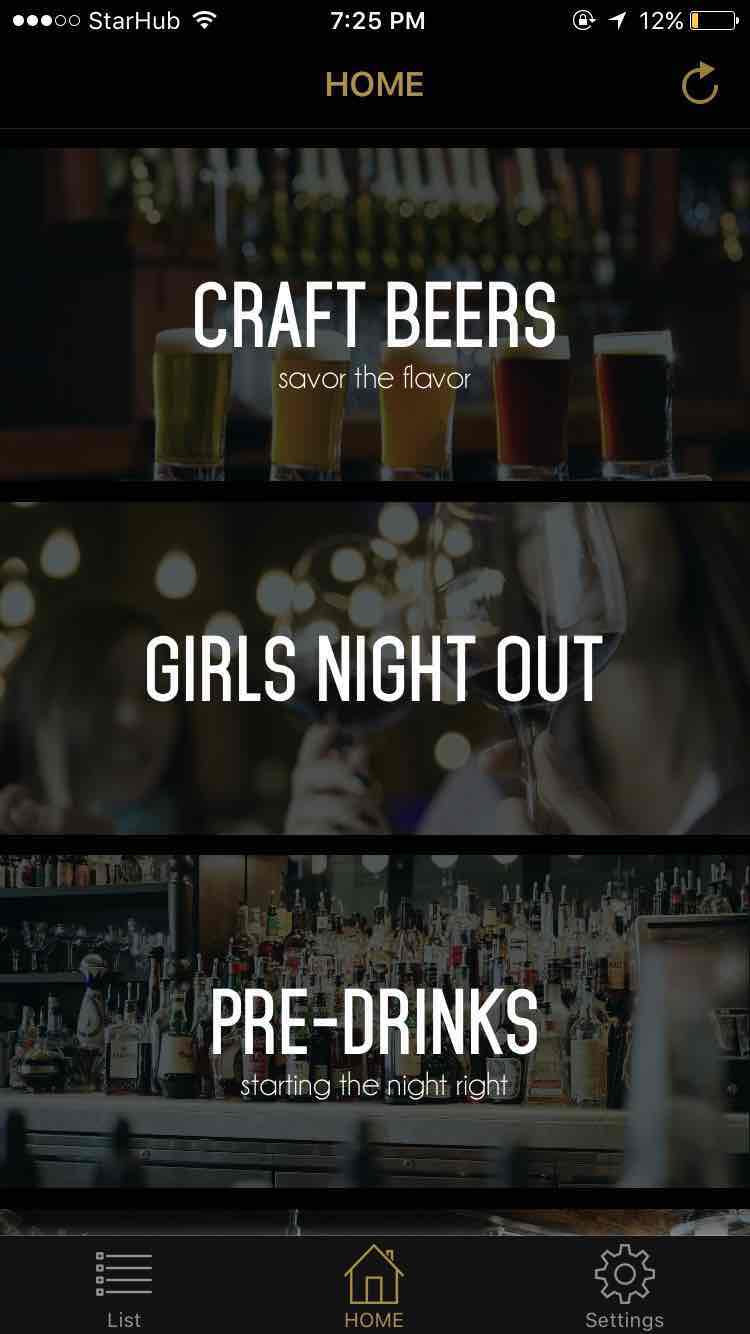 StarHub 7:25 PM 12%
HOME
CRAFT BEERS
savor the flavor
GIRLS NIGHT OUT
PRE-DRINKS
starting the night right
List HOME Settings